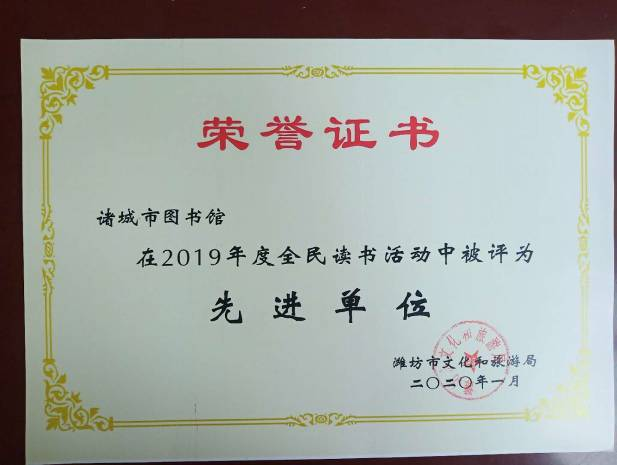 荣誉证书
诸城市图书馆
在2019年度全民读书活动中被评为
先进单位
潍坊市文化和旅游局
二〇二〇年一月